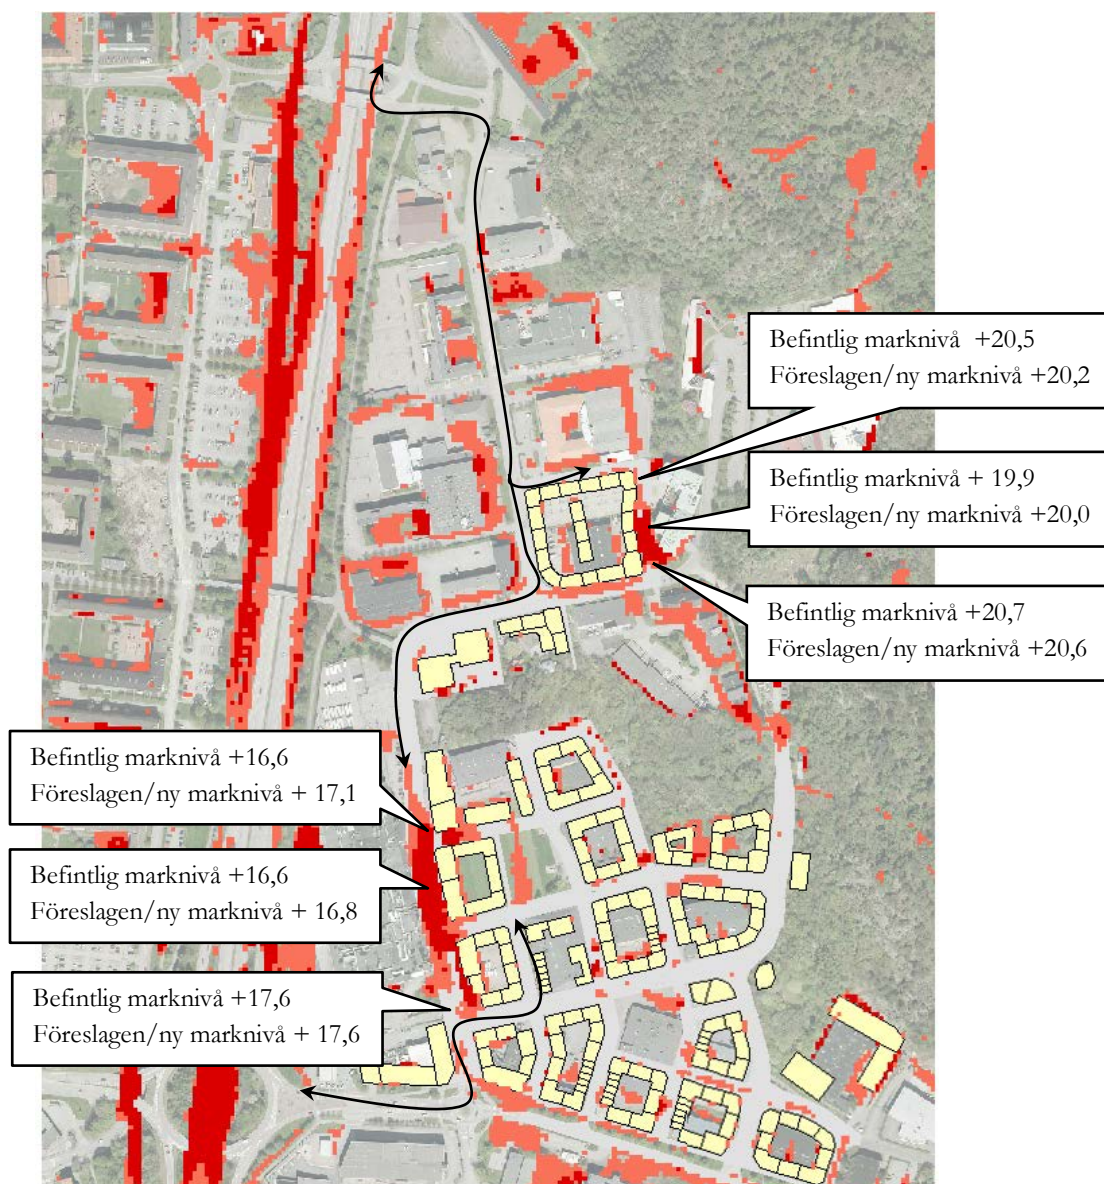 Befintlig marknivå +20,5
Föreslagen/ny marknivå +20,2
Befintlig marknivå + 19,9
Föreslagen/ny marknivå +20,0
Befintlig marknivå +20,7
Föreslagen/ny marknivå +20,6
Befintlig marknivå +16,6
Föreslagen/ny marknivå + 17,1
Befintlig marknivå +16,6
Föreslagen/ny marknivå + 16,8
Befintlig marknivå +17,6
Föreslagen/ny marknivå + 17,6